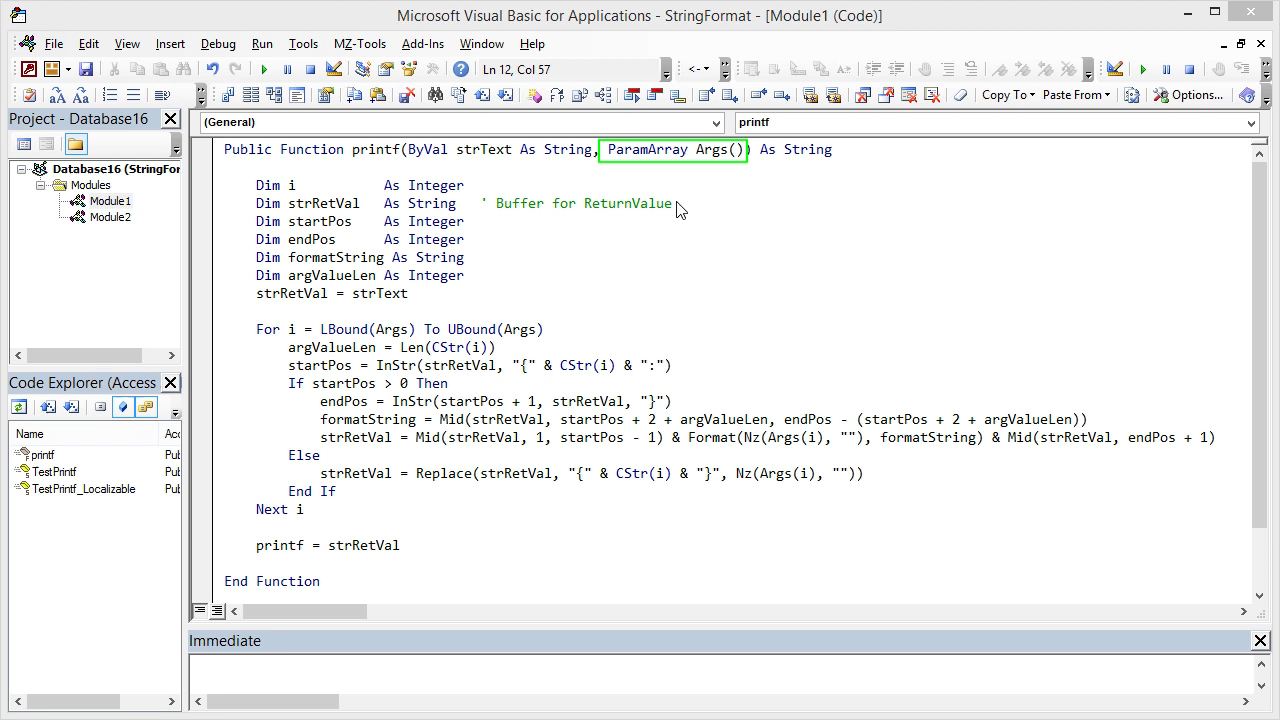 Microsoft Visual Basic for Applications - StringFormat - [Module1 (Code)]
File Edit View Insert Debug Run Tools MZ-Tools Add-Ins Window Help
Ln 12, Col 57
Copy To Paste From Options...
Project - Database16
(General) printf
Database16 (StringFor
Modules
Module1
Module2
Code Explorer (Access
Name Acc
printf Pub
TestPrintf Pub
TestPrintf_Localizable Pub
Public Function printf(ByVal strText As String, ParamArray Args()) As String
Dim i As Integer
Dim strRetVal As String ' Buffer for ReturnValue
Dim startPos As Integer
Dim endPos As Integer
Dim formatString As String
Dim argValueLen As Integer
strRetVal = strText
For i = LBound(Args) To UBound(Args)
argValueLen = Len(CStr(i))
startPos = InStr(strRetVal, "{" & CStr(i) & ":")
If startPos > 0 Then
endPos = InStr(startPos + 1, strRetVal, "}")
formatString = Mid(strRetVal, startPos + 2 + argValueLen, endPos - (startPos + 2 + argValueLen))
strRetVal = Mid(strRetVal, 1, startPos - 1) & Format(Nz(Args(i), ""), formatString) & Mid(strRetVal, endPos + 1)
Else
strRetVal = Replace(strRetVal, "{" & CStr(i) & "}", Nz(Args(i), ""))
End If
Next i
printf = strRetVal
End Function
Immediate